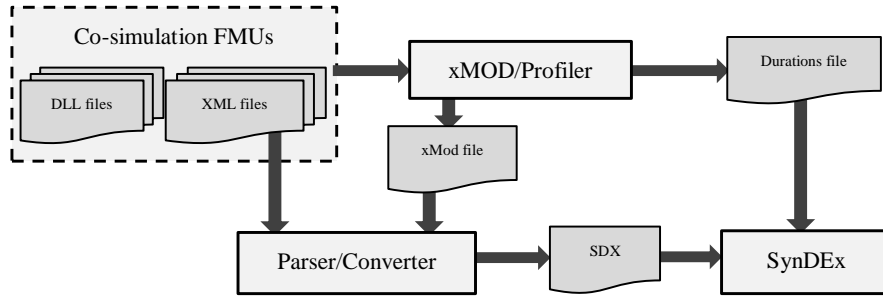 Co-simulation FMUs
DLL files
XML files
xMOD/Profiler
Durations file
xMod file
Parser/Converter
SDX
SynDEx